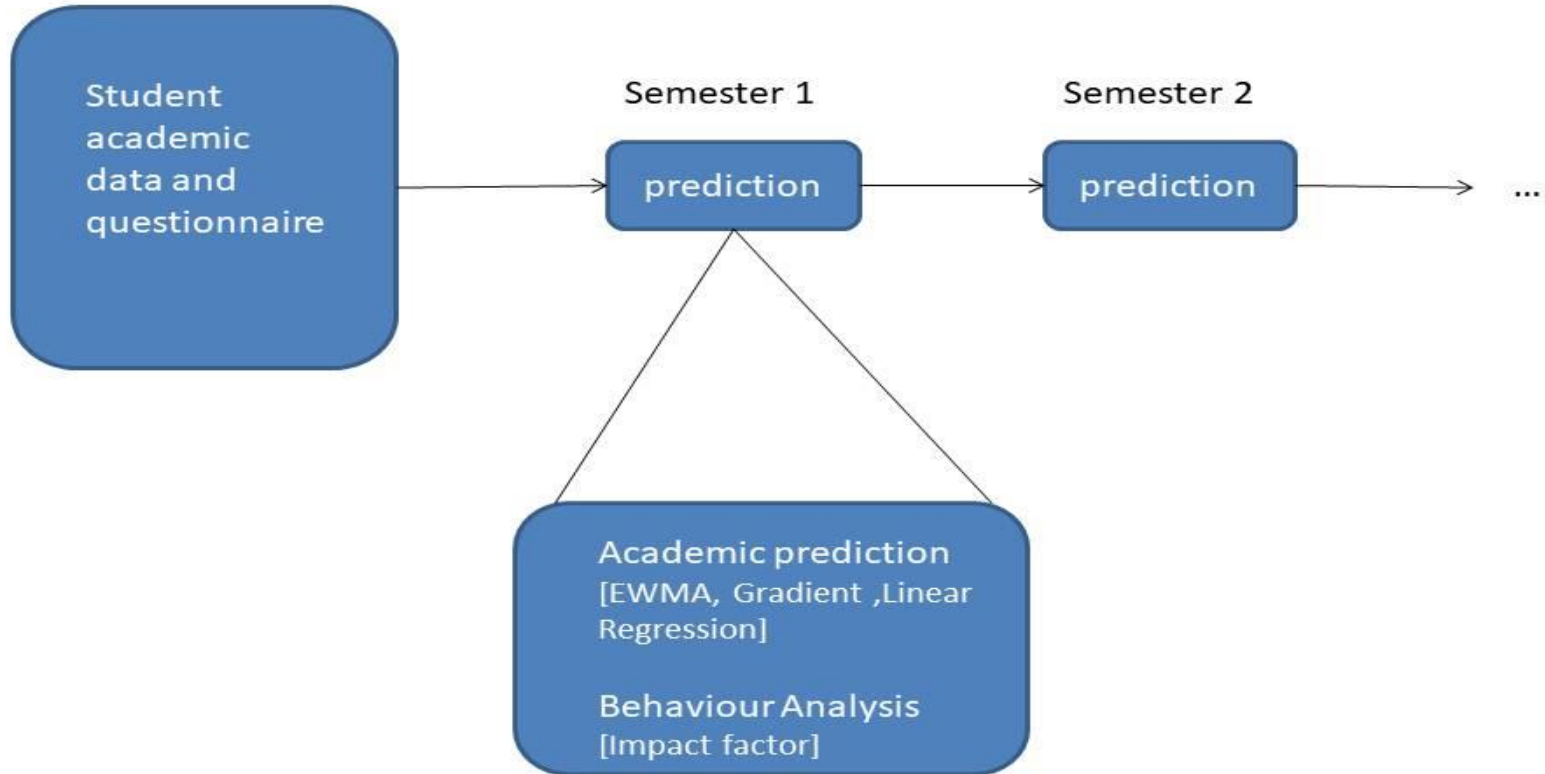 Student
academic
data and
questionnaire
Semester 1
prediction
Semester 2
prediction
...
Academic prediction
[EWMA, Gradient ,Linear
Regression]
Behaviour Analysis
[Impact factor]